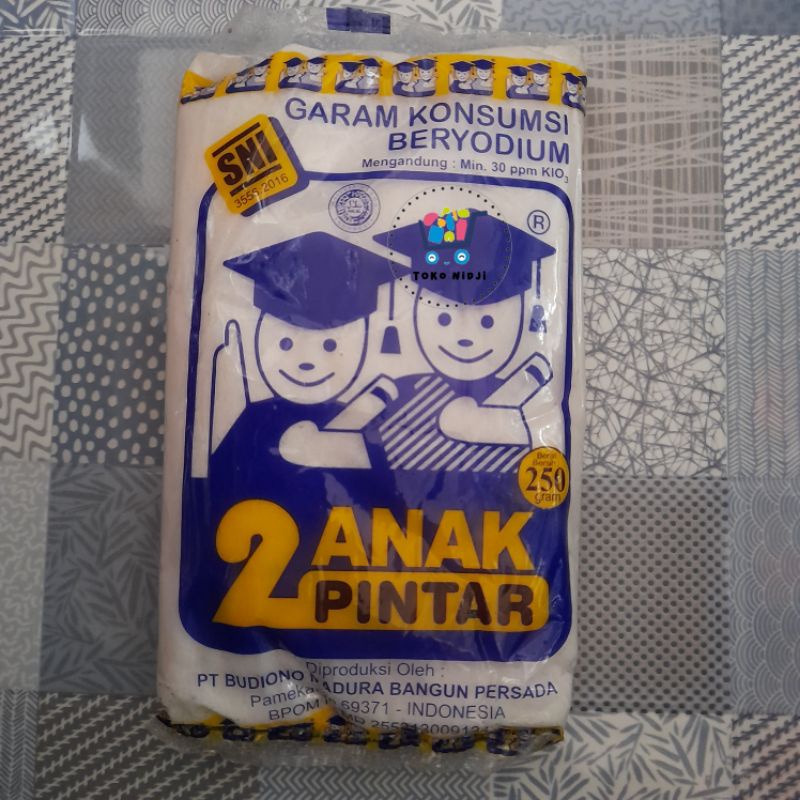 GARAM KONSUMSI
BERYODIUM
Mengandung : Min. 30 ppm KIO3
SNI
3556:2016
®
TOKO NIDJI
Berat
Bersih
250
gram
2 ANAK
PINTAR
Diproduksi Oleh :
PT BUDIONO MADURA BANGUN PERSADA
69371 - INDONESIA
BPOM